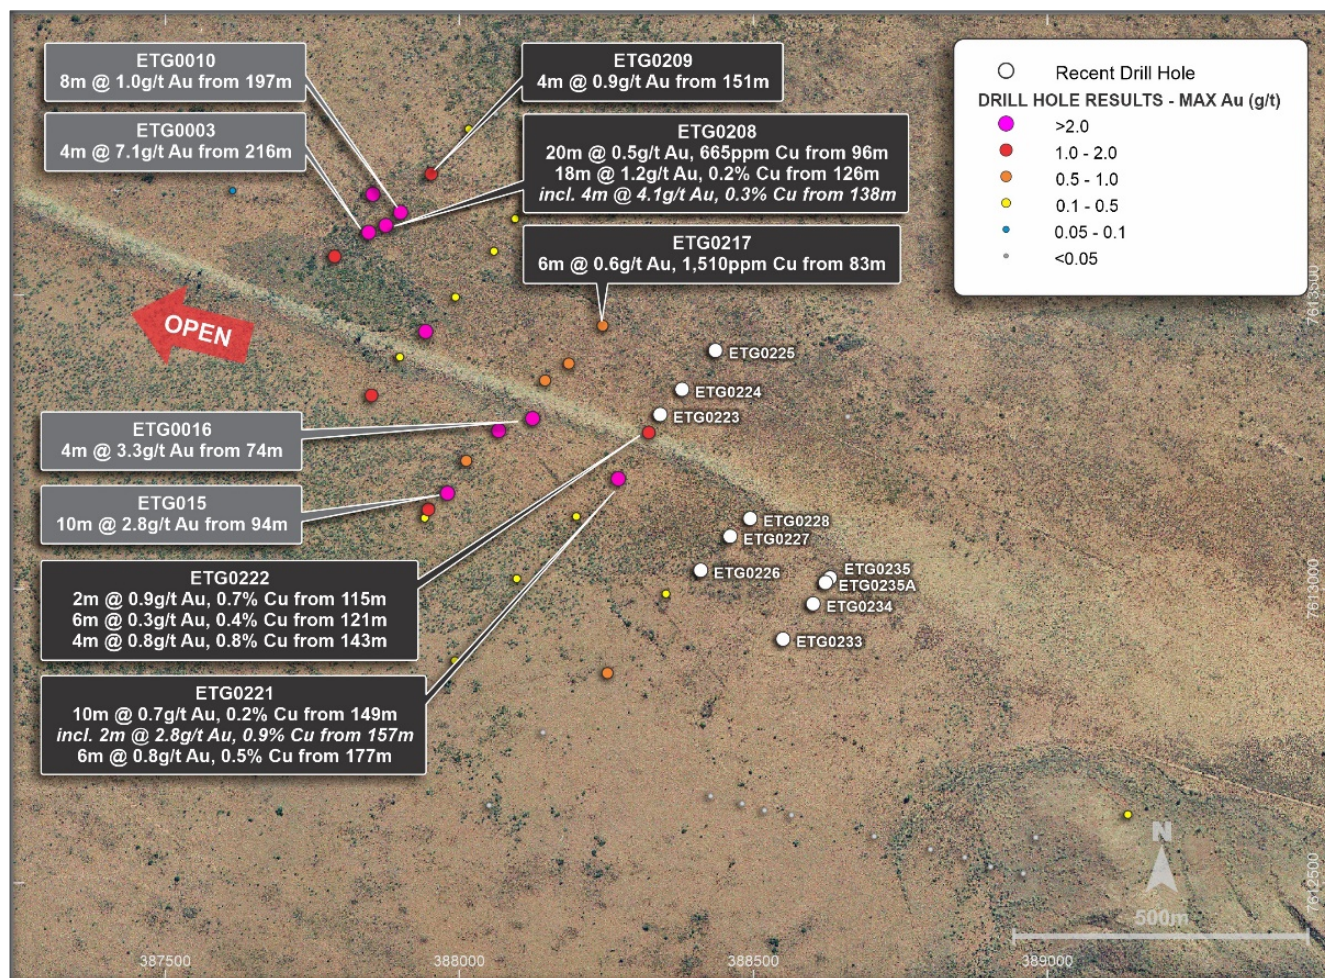 ETG0010
8m @ 1.0g/t Au from 197m
ETG0003
4m @ 7.1g/t Au from 216m
ETG0209
4m @ 0.9g/t Au from 151m
ETG0208
20m @ 0.5g/t Au, 665ppm Cu from 96m
18m @ 1.2g/t Au, 0.2% Cu from 126m
incl. 4m @ 4.1g/t Au, 0.3% Cu from 138m
ETG0217
6m @ 0.6g/t Au, 1,510ppm Cu from 83m
Recent Drill Hole
DRILL HOLE RESULTS - MAX Au (g/t)
>2.0
1.0 - 2.0
0.5 - 1.0
0.1 - 0.5
0.05 - 0.1
<0.05
7613500
OPEN
ETG0225
ETG0224
ETG0223
ETG0016
4m @ 3.3g/t Au from 74m
ETG015
10m @ 2.8g/t Au from 94m
ETG0228
ETG0227
ETG0226
ETG0235
ETG0235A
ETG0234
ETG0233
7613000
ETG0222
2m @ 0.9g/t Au, 0.7% Cu from 115m
6m @ 0.3g/t Au, 0.4% Cu from 121m
4m @ 0.8g/t Au, 0.8% Cu from 143m
ETG0221
10m @ 0.7g/t Au, 0.2% Cu from 149m
incl. 2m @ 2.8g/t Au, 0.9% Cu from 157m
6m @ 0.8g/t Au, 0.5% Cu from 177m
N
500m
7612500
387500
388000
388500
389000